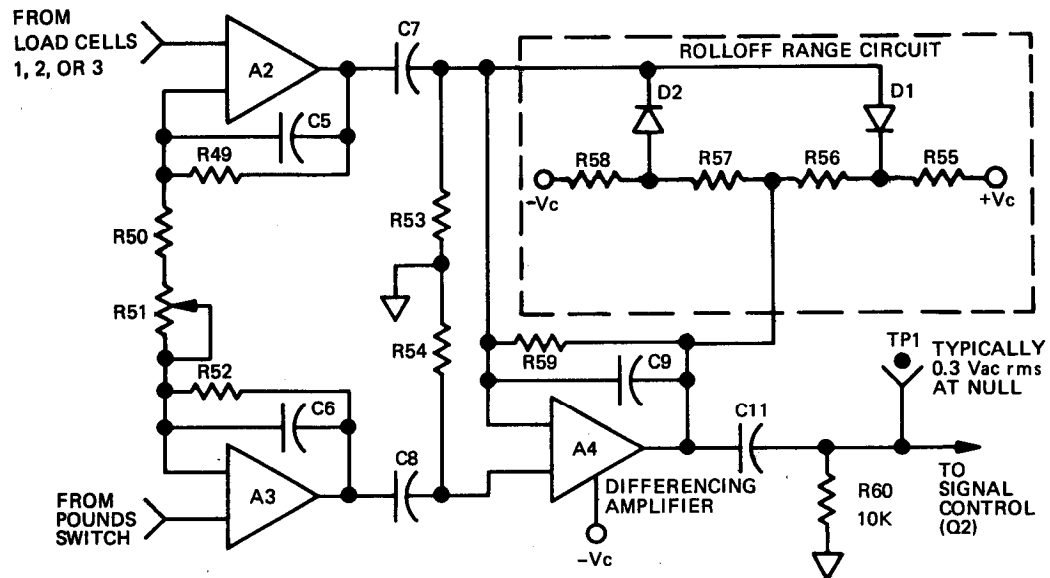 FROM
LOAD CELLS
1, 2, OR 3
A2
C7
ROLLOFF RANGE CIRCUIT
D2
D1
C5
R49
R58
R57
R56
R55
-Vc
+Vc
R50
R53
R51
R54
R52
R59
C6
C9
TP1
TYPICALLY
0.3 Vac rms
AT NULL
A3
C8
A4
C11
FROM
POUNDS
SWITCH
DIFFERENCING
AMPLIFIER
-Vc
R60
10K
TO
SIGNAL
CONTROL
(Q2)